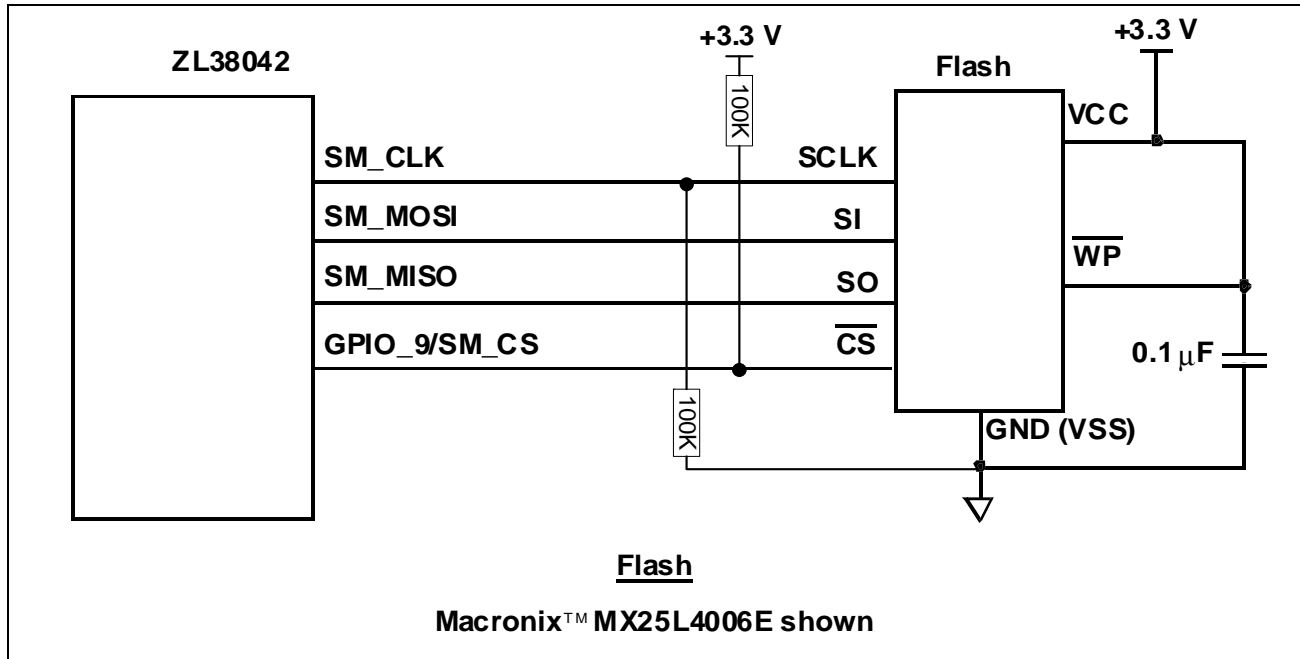 +3.3 V
+3.3 V
ZL38042
Flash
100K
VCC
SM_CLK
SCLK
SM_MOSI
SI
WP
SM_MISO
SO
GPIO_9/SM_CS
CS
0.1 µF
100K
GND (VSS)
Flash
Macronix™ MX25L4006E shown